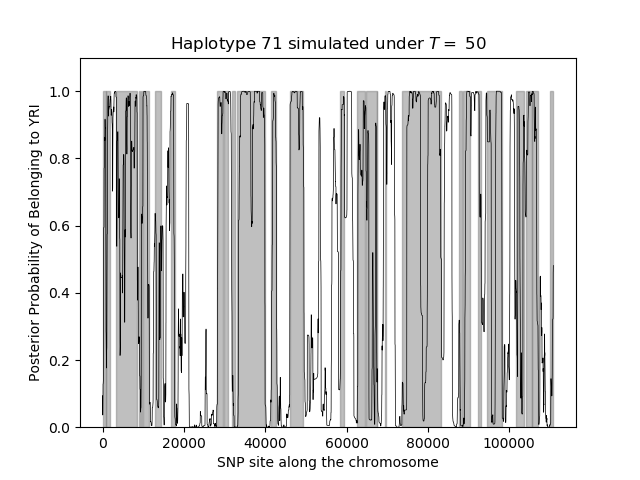 Haplotype 71 simulated under T = 50
Posterior Probability of Belonging to YRI
1.0
0.8
0.6
0.4
0.2
0.0
0 20000 40000 60000 80000 100000
SNP site along the chromosome